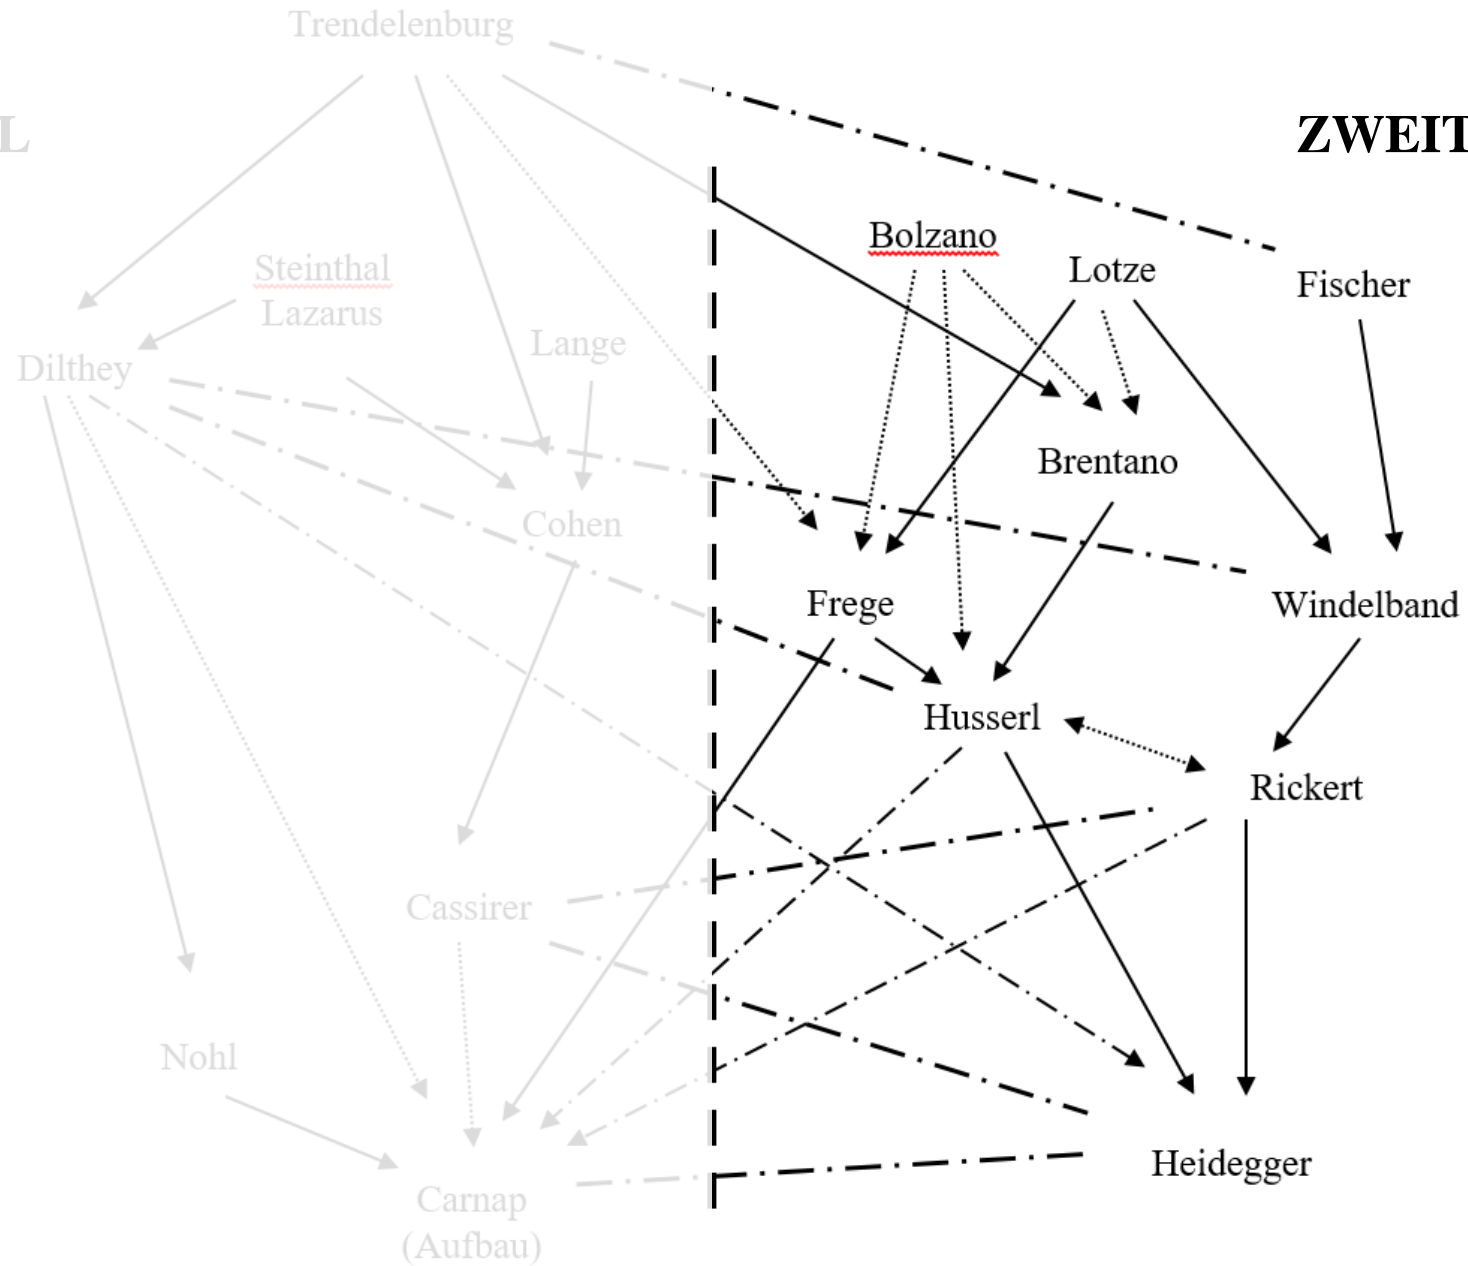 Trendelenburg
L
ZWEIT
Bolzano
Lotze
Fischer
Steinthal
Lazarus
Lange
Dilthey
Brentano
Cohen
Frege
Windelband
Husserl
Rickert
Cassirer
Nohl
Heidegger
Carnap
(Aufbau)